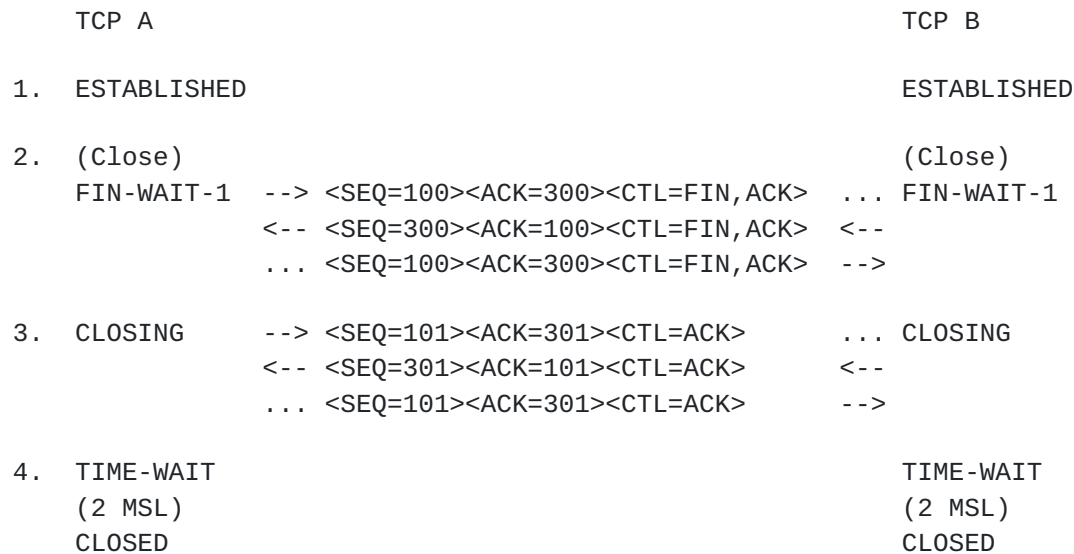 TCP A                                                TCP B

1.  ESTABLISHED                                          ESTABLISHED

2.  (Close)                                              (Close)
    FIN-WAIT-1  --> <SEQ=100><ACK=300><CTL=FIN,ACK>  ... FIN-WAIT-1
                <-- <SEQ=300><ACK=100><CTL=FIN,ACK>  <--
                ... <SEQ=100><ACK=300><CTL=FIN,ACK>  -->

3.  CLOSING     --> <SEQ=101><ACK=301><CTL=ACK>      ... CLOSING
                <-- <SEQ=301><ACK=101><CTL=ACK>      <--
                ... <SEQ=101><ACK=301><CTL=ACK>      -->

4.  TIME-WAIT                                            TIME-WAIT
    (2 MSL)                                              (2 MSL)
    CLOSED                                               CLOSED